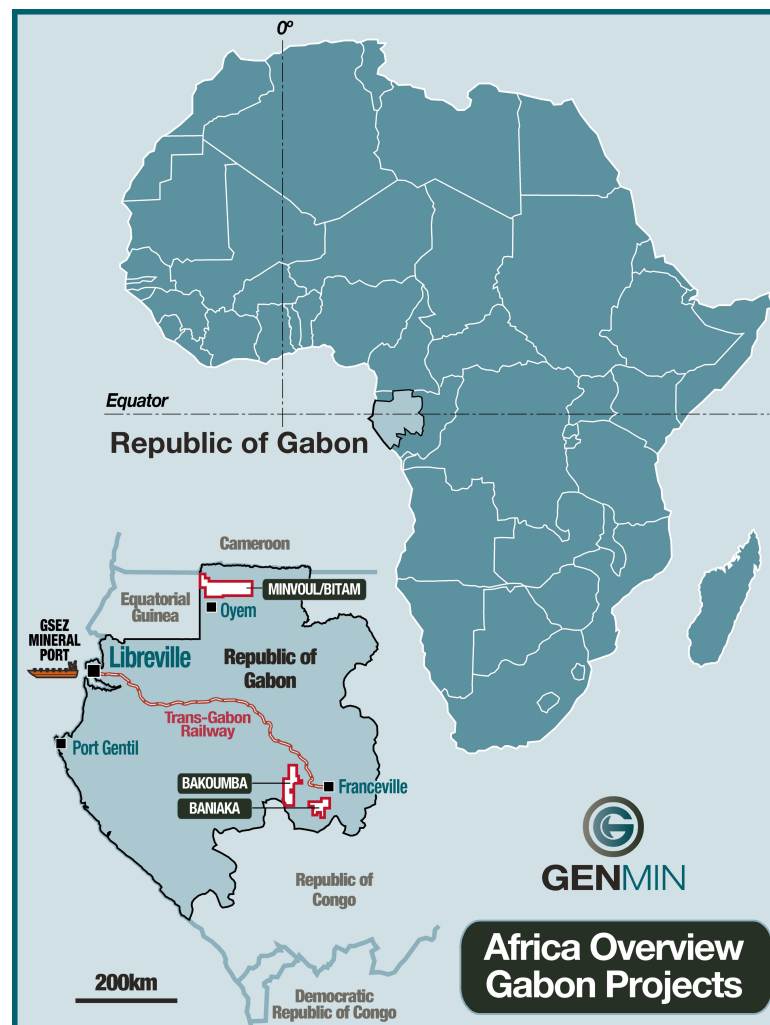 0º
Equator
Republic of Gabon
Cameroon
MINVOUL/BITAM
Equatorial
Guinea
Oyem
GSEZ
MINERAL
PORT
Libreville
Republic of
Gabon
Trans-Gabon
Railway
Port Gentil
BAKOUMBA
Franceville
BANIAKA
GENMIN
Republic of
Congo
Africa Overview
Gabon Projects
200km
Democratic
Republic of Congo